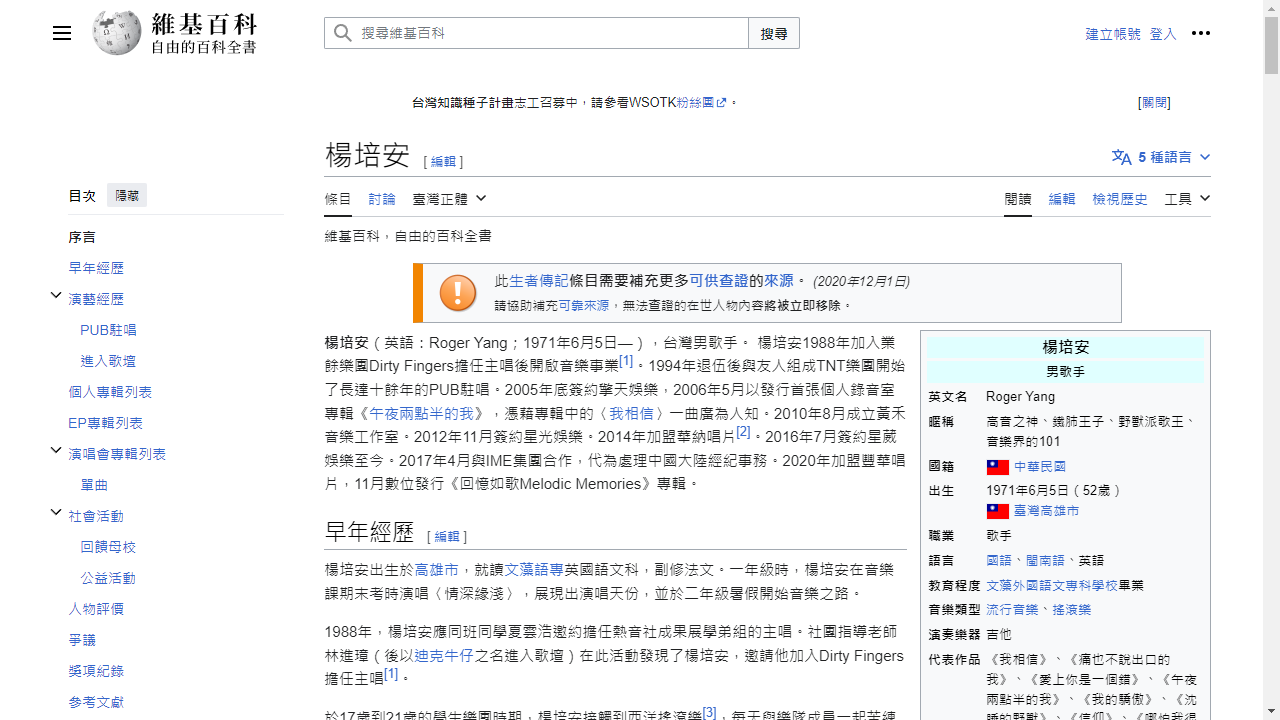 維基百科
自由的百科全書
搜尋維基百科
搜尋
建立帳號 登入
台灣知識種子計畫志工召募中，請參看WSOTK粉絲團。
[關閉]
楊培安 [ 編輯 ]
5 種語言
目次 隱藏
條目 討論 臺灣正體
閱讀 編輯 檢視歷史 工具
維基百科，自由的百科全書
序言
早年經歷
演藝經歷
PUB駐唱
進入歌壇
個人專輯列表
EP專輯列表
演唱會專輯列表
單曲
社會活動
回饋母校
公益活動
人物評價
爭議
獎項紀錄
參考文獻
此生者傳記條目需要補充更多可供查證的來源。 (2020年12月1日)
請協助補充可靠來源，無法查證的在世人物內容將被立即移除。
楊培安（英語：Roger Yang；1971年6月5日—），台灣男歌手。 楊培安1988年加入業
餘樂團Dirty Fingers擔任主唱後開啟音樂事業[1]。1994年退伍後與友人組成TNT樂團開始
了長達十餘年的PUB駐唱。2005年底簽約擎天娛樂，2006年5月以發行首張個人錄音室
專輯《午夜兩點半的我》，憑藉專輯中的〈我相信〉一曲廣為人知。2010年8月成立黃禾
音樂工作室。2012年11月簽約星光娛樂。2014年加盟華納唱片[2]。2016年7月簽約星葳
娛樂至今。2017年4月與IME集團合作，代為處理中國大陸經紀事務。2020年加盟豐華唱
片，11月數位發行《回憶如歌Melodic Memories》專輯。
早年經歷 [ 編輯 ]
楊培安出生於高雄市，就讀文藻語專英國語文科，副修法文。一年級時，楊培安在音樂
課期末考時演唱〈情深緣淺〉，展現出演唱天份，並於二年級暑假開始音樂之路。
1988年，楊培安應同班同學夏雲浩邀約擔任熱音社成果展學弟組的主唱。社團指導老師
林進璋（後以迪克牛仔之名進入歌壇）在此活動發現了楊培安，邀請他加入Dirty Fingers
擔任主唱[1]。
於17歲到21歲的學生樂團時期，楊培安接觸到西洋搖滾樂[3]，每天與樂隊成員一起苦練
楊培安
男歌手
英文名 Roger Yang
暱稱 高音之神、鐵肺王子、野獸派歌王、
音樂界的101
國籍 中華民國
出生 1971年6月5日（52歲）
臺灣高雄市
職業 歌手
語言 國語、閩南語、英語
教育程度 文藻外國語文專科學校畢業
音樂類型 流行音樂、搖滾樂
演奏樂器 吉他
代表作品 《我相信》、《痛也不說出口的
我》、《愛上你是一個錯》、《午夜
兩點半的我》、《我的驕傲》、《沈
睡的野獸》、《信仰》、《哪怕我揮